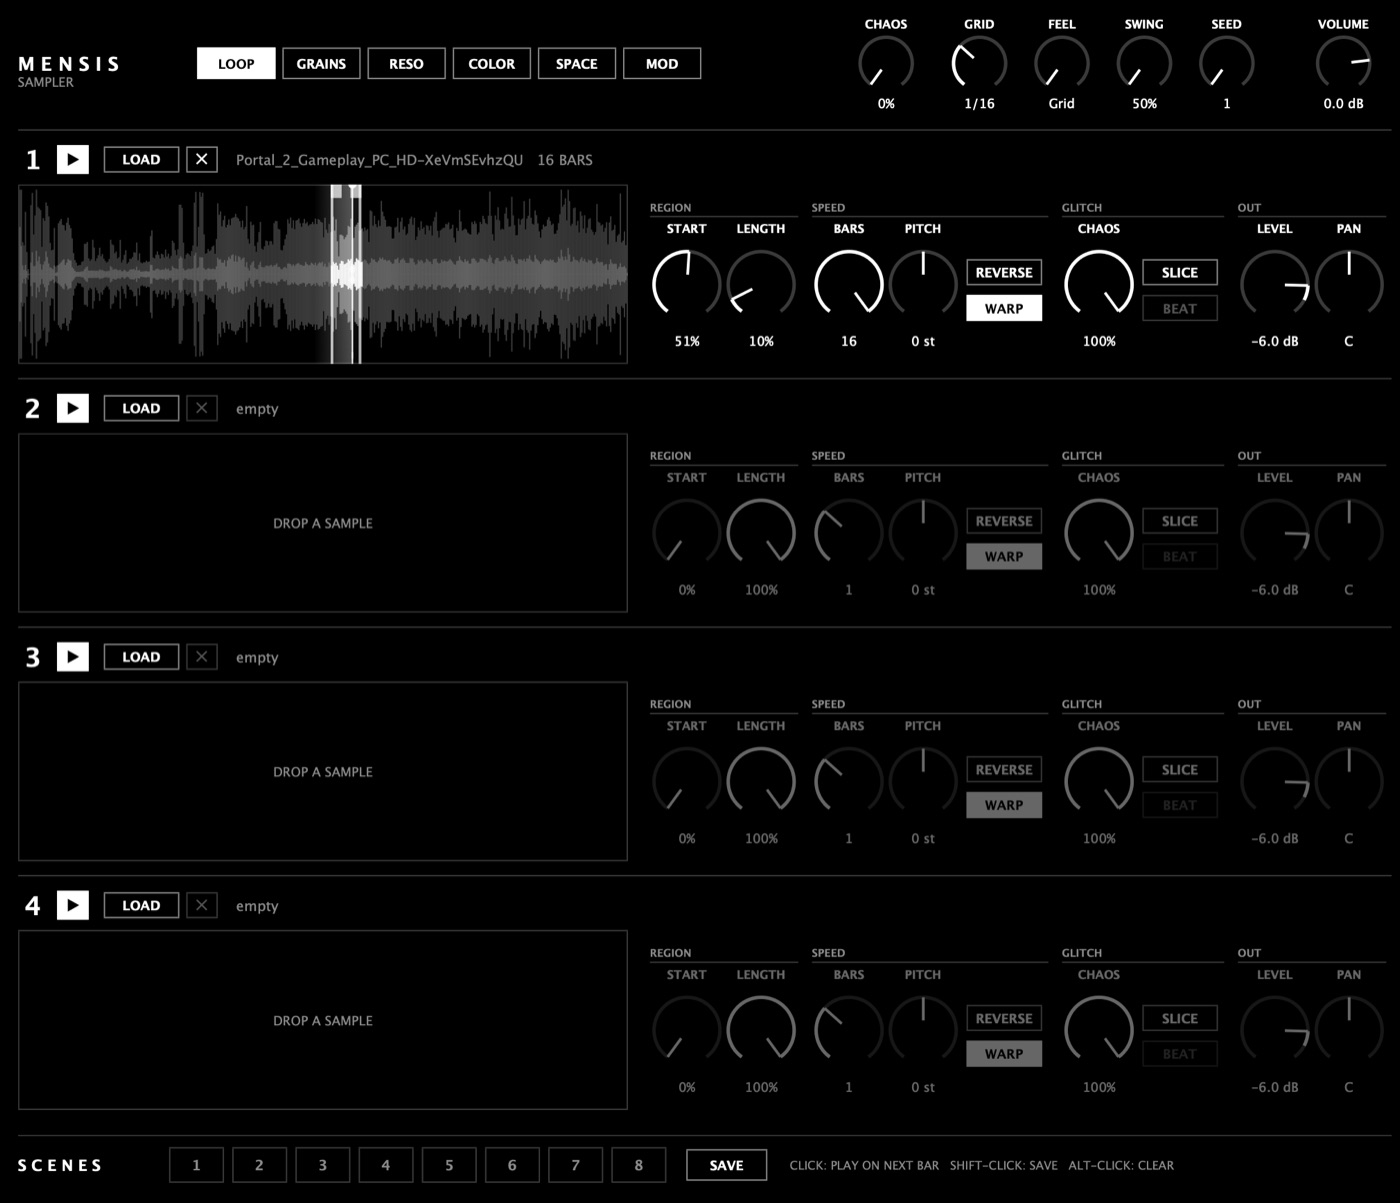 MENSIS
SAMPLER
LOOP GRAINS RESO COLOR SPACE MOD
CHAOS GRID FEEL SWING SEED VOLUME
0% 1/16 Grid 50% 1 0.0 dB
1 LOAD Portal_2_Gameplay_PC_HD-XeVmSEvhzQU 16 BARS
REGION SPEED GLITCH OUT
START LENGTH BARS PITCH CHAOS LEVEL PAN
REVERSE SLICE
WARP BEAT
51% 10% 16 0 st 100% -6.0 dB C
2 LOAD empty
REGION SPEED GLITCH OUT
START LENGTH BARS PITCH CHAOS LEVEL PAN
DROP A SAMPLE REVERSE SLICE
WARP BEAT
0% 100% 1 0 st 100% -6.0 dB C
3 LOAD empty
REGION SPEED GLITCH OUT
START LENGTH BARS PITCH CHAOS LEVEL PAN
DROP A SAMPLE REVERSE SLICE
WARP BEAT
0% 100% 1 0 st 100% -6.0 dB C
4 LOAD empty
REGION SPEED GLITCH OUT
START LENGTH BARS PITCH CHAOS LEVEL PAN
DROP A SAMPLE REVERSE SLICE
WARP BEAT
0% 100% 1 0 st 100% -6.0 dB C
SCENES 1 2 3 4 5 6 7 8 SAVE CLICK: PLAY ON NEXT BAR SHIFT-CLICK: SAVE ALT-CLICK: CLEAR